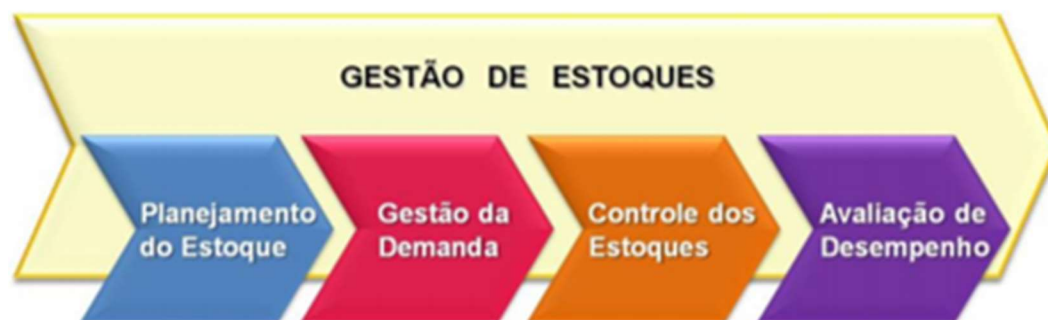 GESTÃO DE ESTOQUES
Planejamento
do Estoque
Gestão da
Demanda
Controle dos
Estoques
Avaliação de
Desempenho